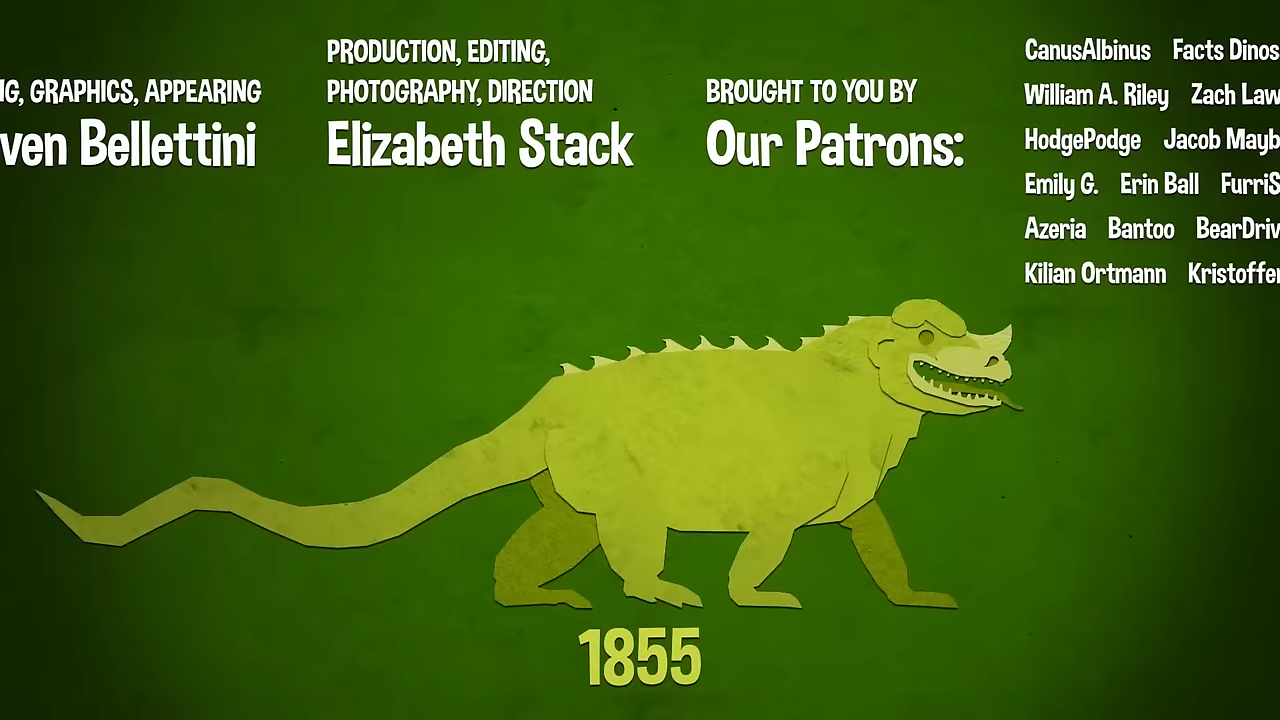 NG, GRAPHICS, APPEARING
ven Bellettini
PRODUCTION, EDITING,
PHOTOGRAPHY, DIRECTION
Elizabeth Stack
BROUGHT TO YOU BY
Our Patrons:
CanusAlbinus Facts Dinos
William A. Riley Zach Law
HodgePodge Jacob Mayb
Emily G. Erin Ball FurriS
Azeria Bantoo BearDriv
Kilian Ortmann Kristoffer
1855